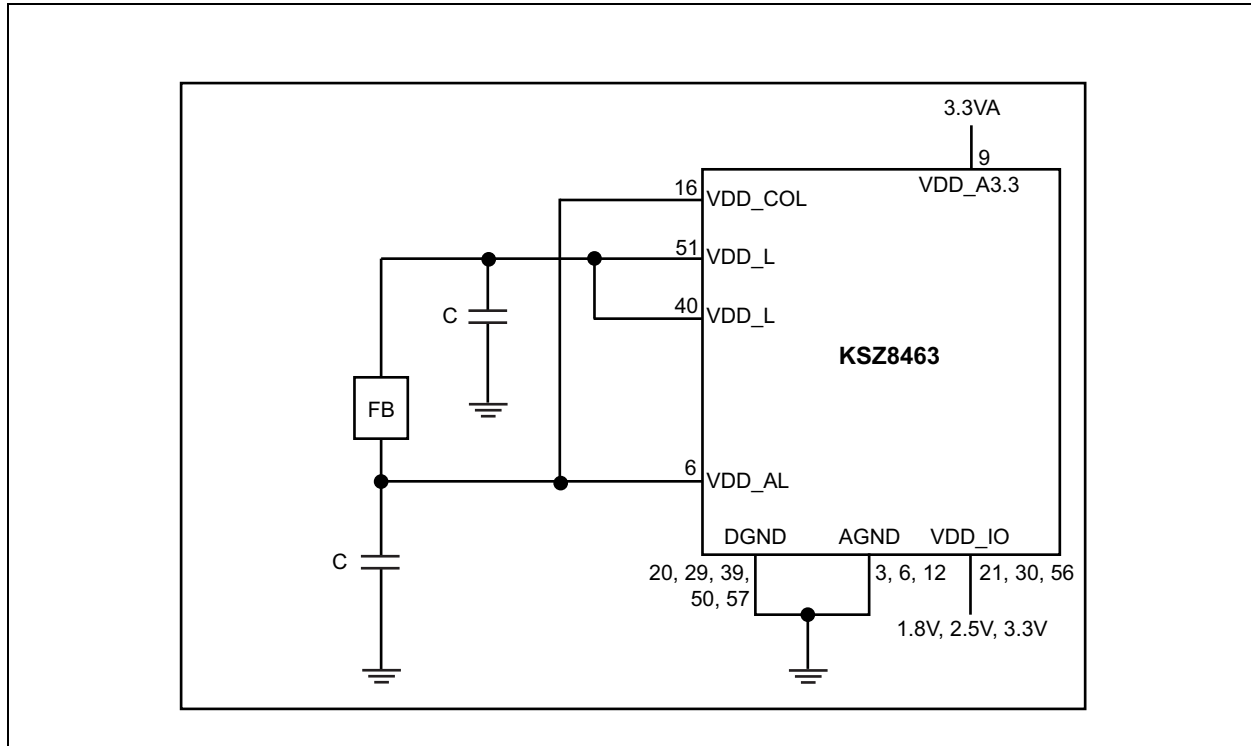 3.3VA
9
VDD_A3.3
16
VDD_COL
51
VDD_L
C
40
VDD_L
KSZ8463
FB
6
VDD_AL
DGND
AGND
VDD_IO
C
20, 29, 39,
50, 57
3, 6, 12
21, 30, 56
1.8V, 2.5V, 3.3V